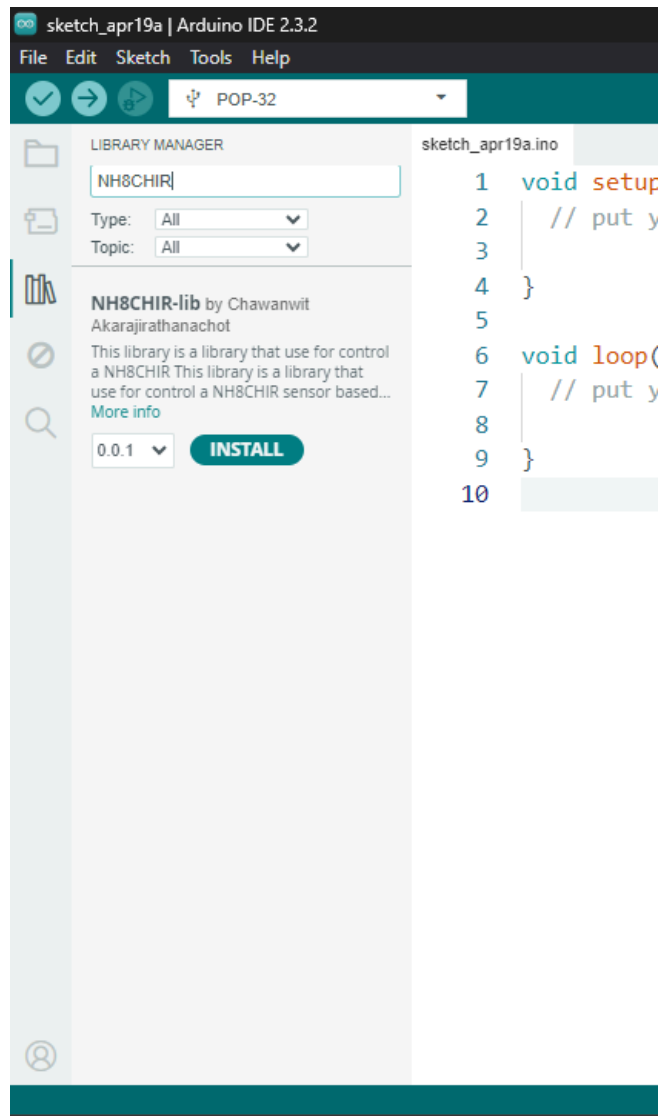 sketch_apr19a | Arduino IDE 2.3.2
File Edit Sketch Tools Help
POP-32
LIBRARY MANAGER
NH8CHIR
Type: All
Topic: All
NH8CHIR-lib by Chawanwit
Akarajirathanachot
This library is a library that use for control
a NH8CHIR This library is a library that
use for control a NH8CHIR sensor based...
More info
0.0.1 INSTALL
sketch_apr19a.ino
1 void setup
2 // put y
3
4 }
5
6 void loop(
7 // put y
8
9 }
10